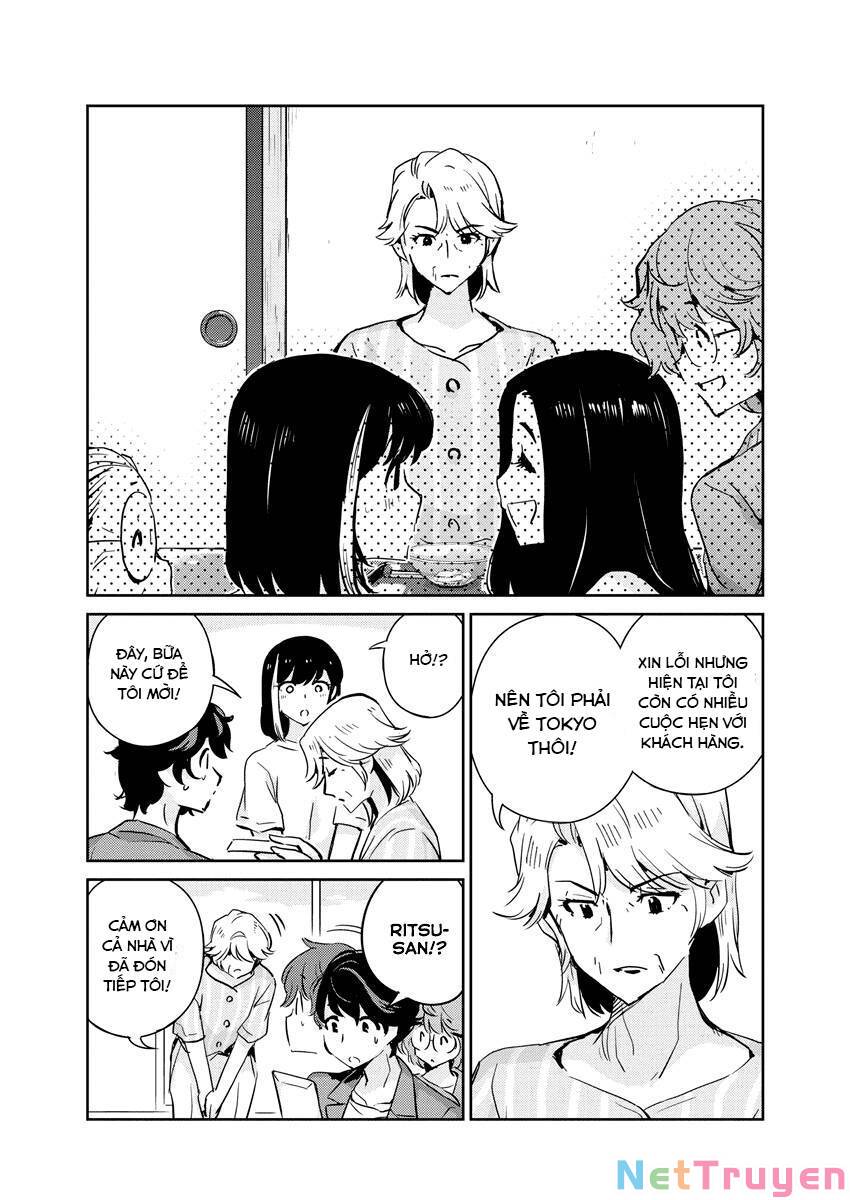 XIN LỖI NHƯNG
HIỆN TẠI TÔI
CÒN CÓ NHIỀU
CUỘC HẸN VỚI
KHÁCH HÀNG.
NÊN TÔI PHẢI
VỀ TOKYO
THÔI!
HỞ!?
ĐÂY, BỮA
NÀY CỨ ĐỂ
TÔI MỜI!
RITSU-
SAN!?
CẢM ƠN
CẢ NHÀ VÌ
ĐÃ ĐÓN
TIẾP TÔI!
NetTruyen